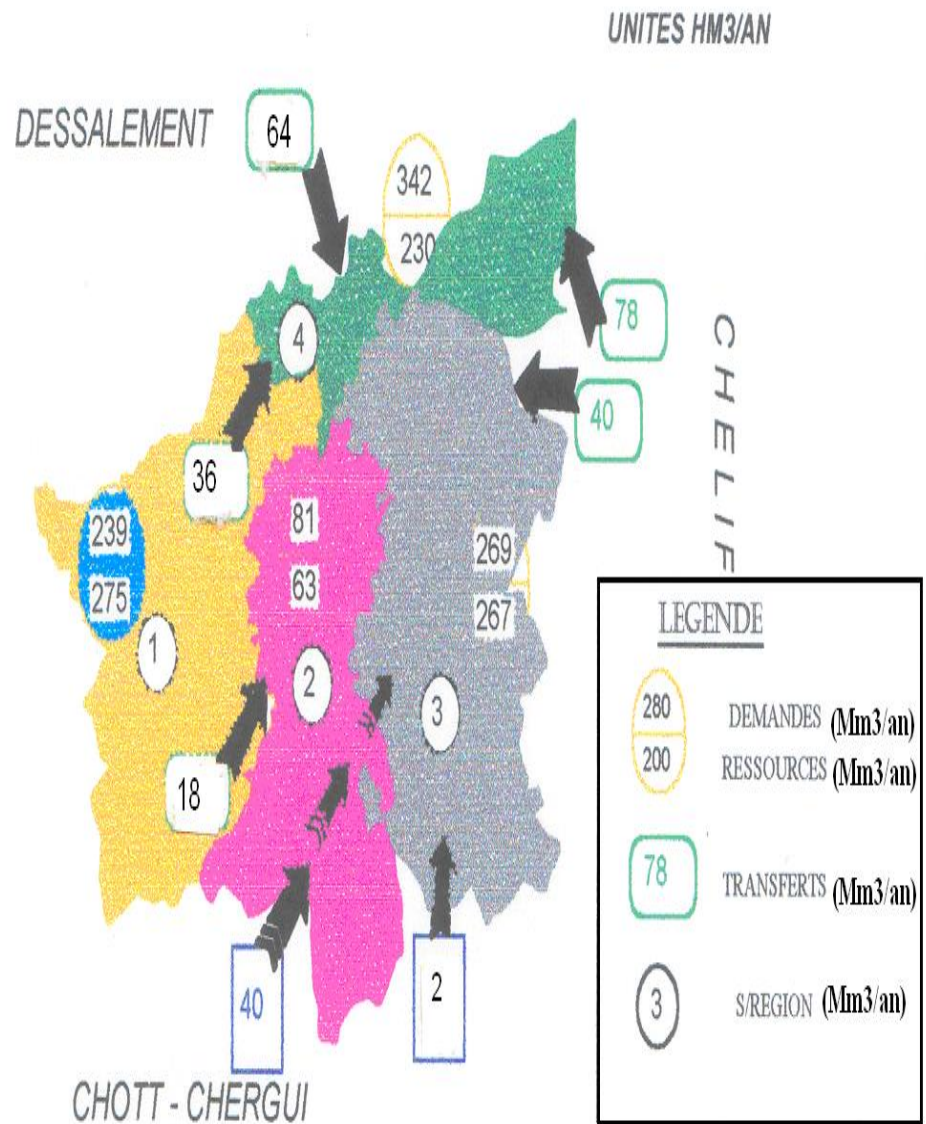 UNITES HM3/AN
DESSALEMENT
64
342
230
78
4
40
CHELIF
36
239
275
81
63
269
267
1
2
3
18
40
2
CHOTT - CHERGUI
LEGENDE
280
200
DEMANDES (Mm3/an)
RESSOURCES (Mm3/an)
78
TRANSFERTS (Mm3/an)
3
S/REGION (Mm3/an)